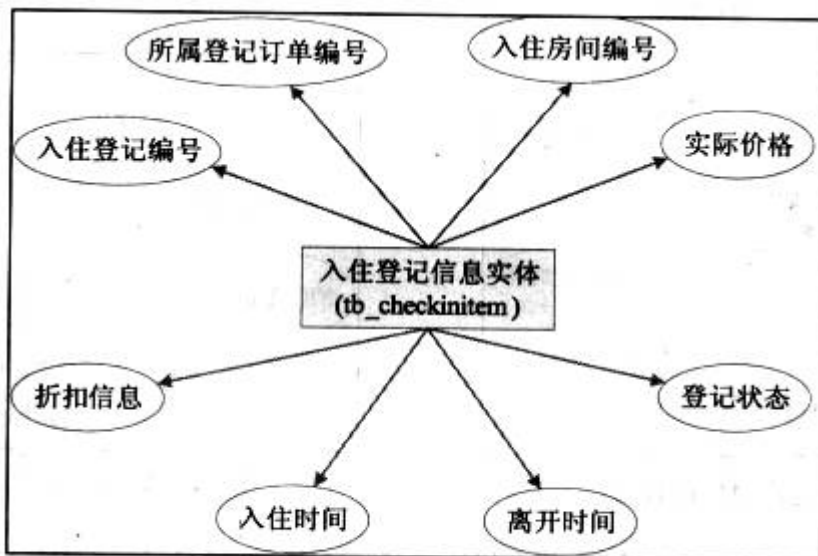 所属登记订单编号
入住房间编号
入住登记编号
实际价格
入住登记信息实体
(tb_checkinitem)
折扣信息
登记状态
入住时间
离开时间